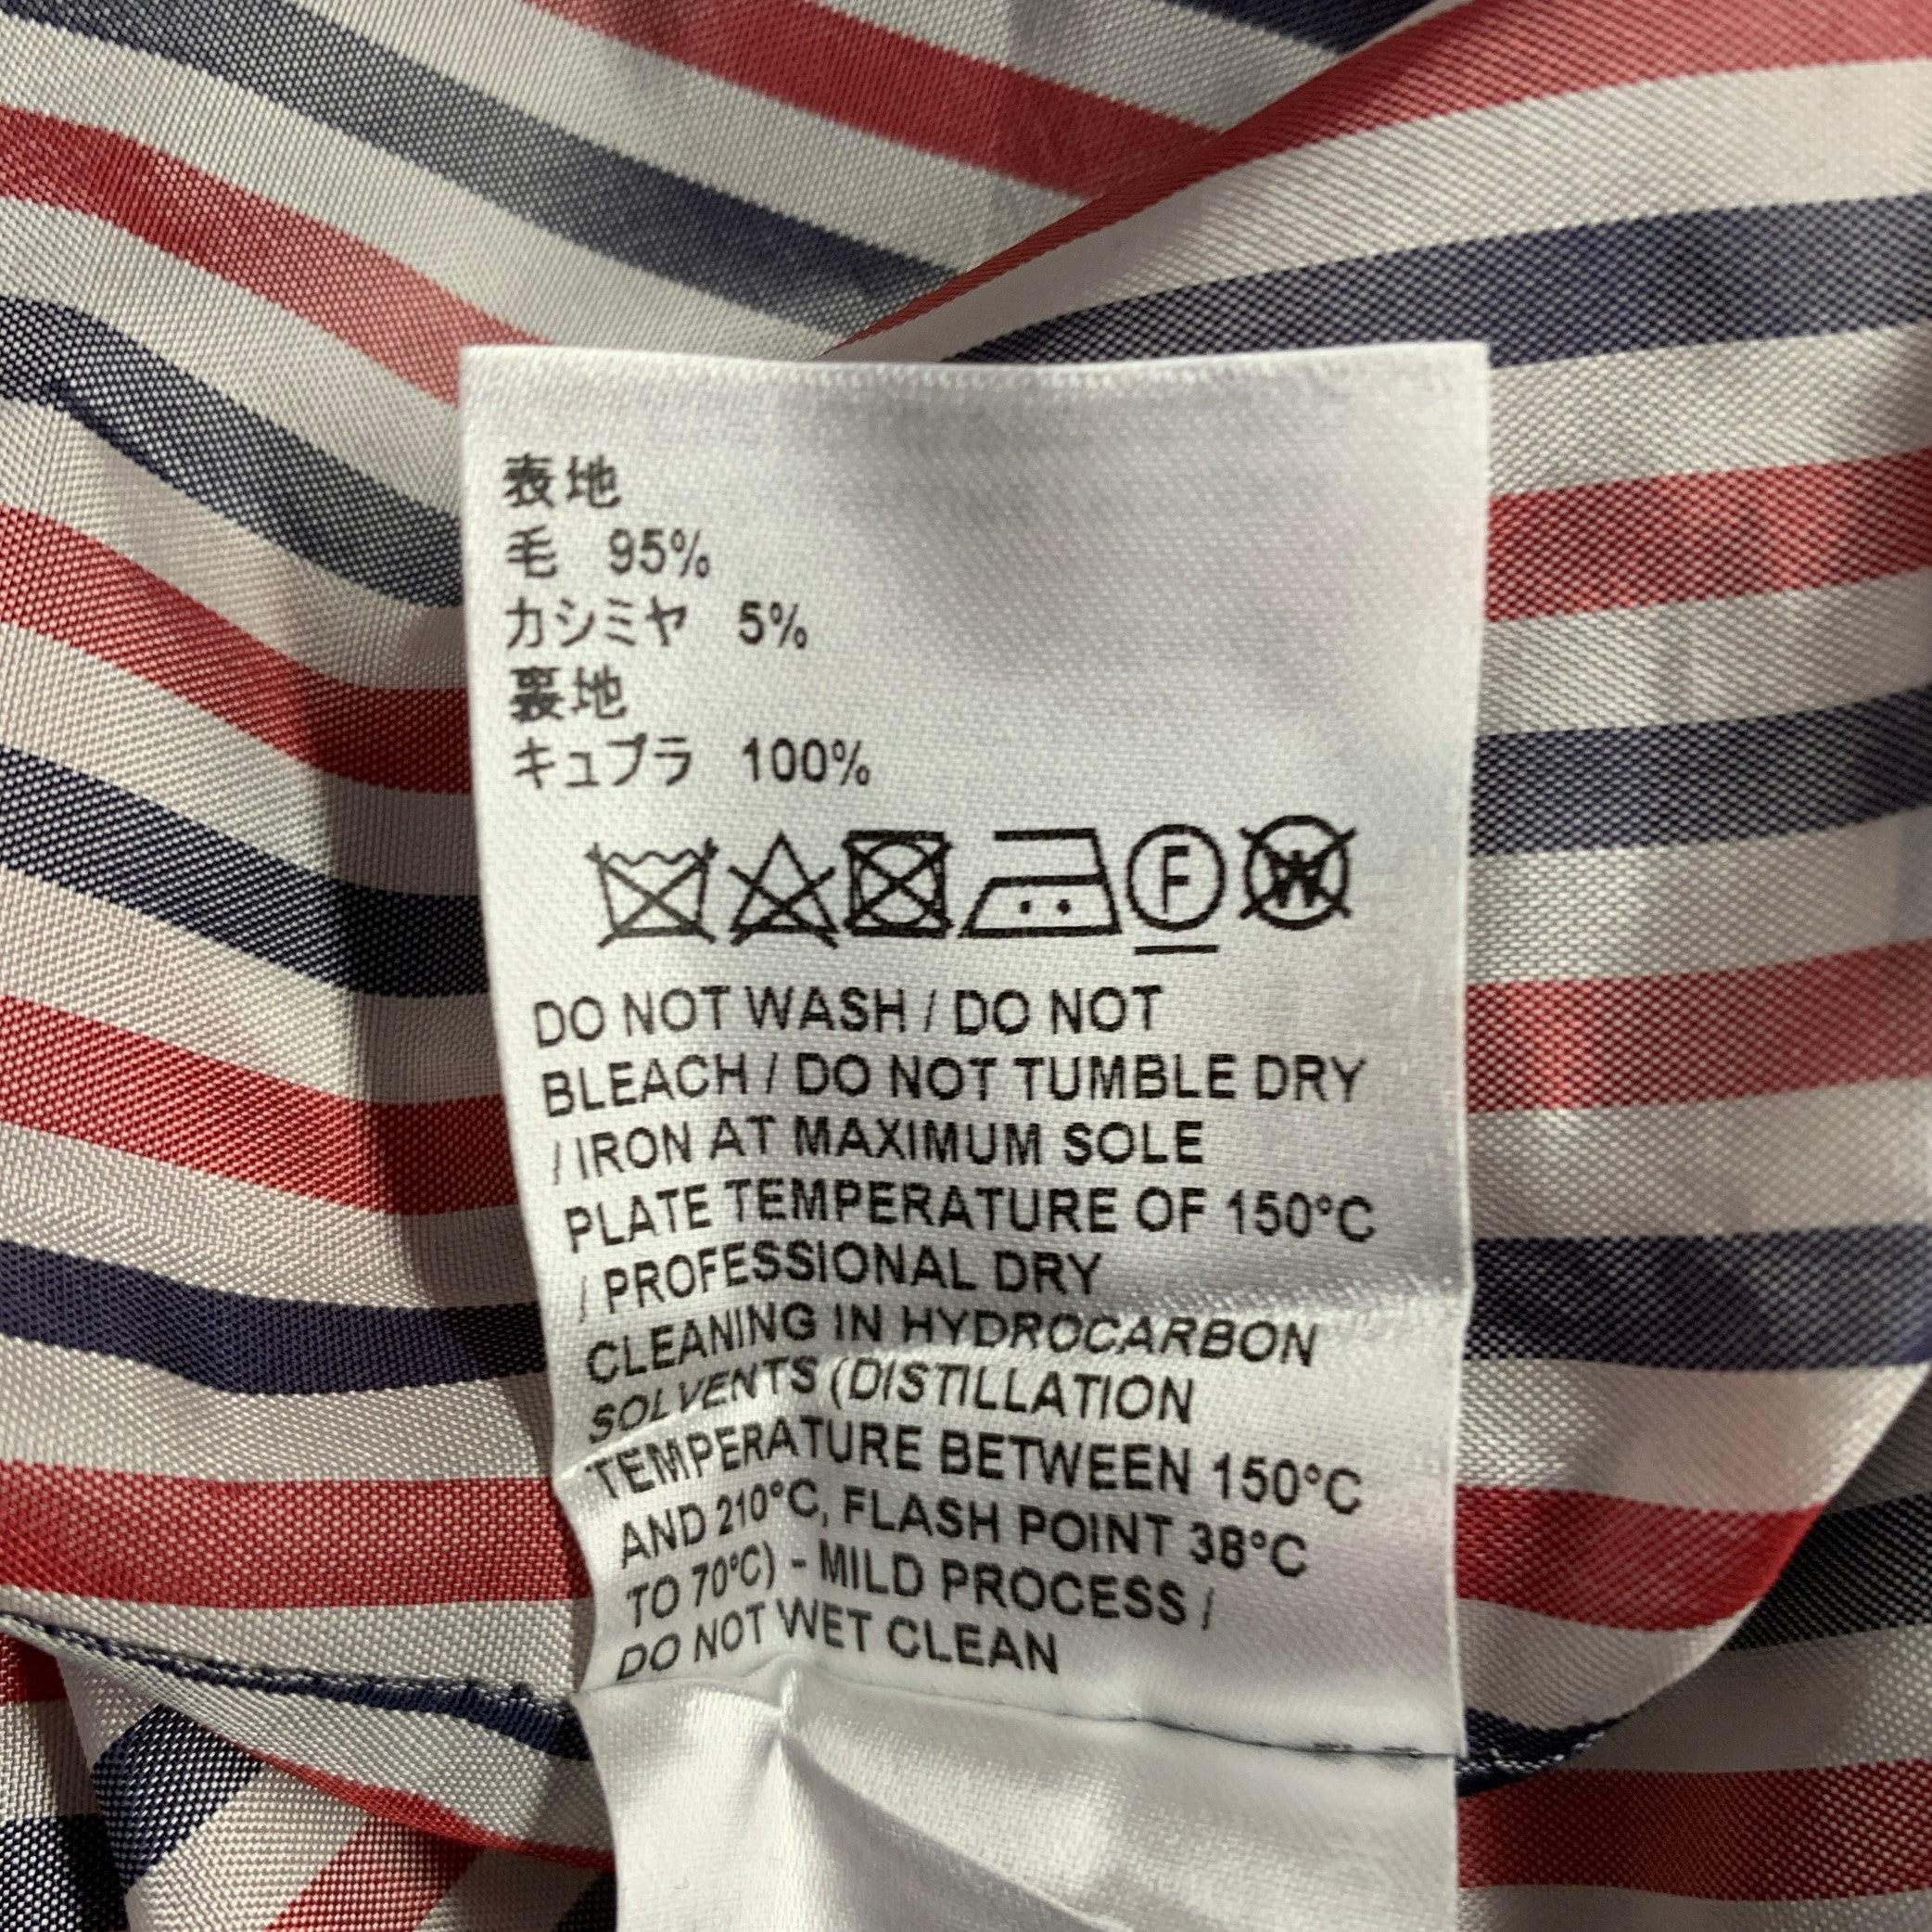 表地
毛 95%
カシミヤ 5%
裏地
キュプラ 100%
F W
DO NOT WASH / DO NOT
BLEACH / DO NOT TUMBLE DRY
/ IRON AT MAXIMUM SOLE
PLATE TEMPERATURE OF 150°C
/ PROFESSIONAL DRY
CLEANING IN HYDROCARBON
SOLVENTS (DISTILLATION
TEMPERATURE BETWEEN 150°C
AND 210°C, FLASH POINT 38°C
TO 70°C) - MILD PROCESS /
DO NOT WET CLEAN